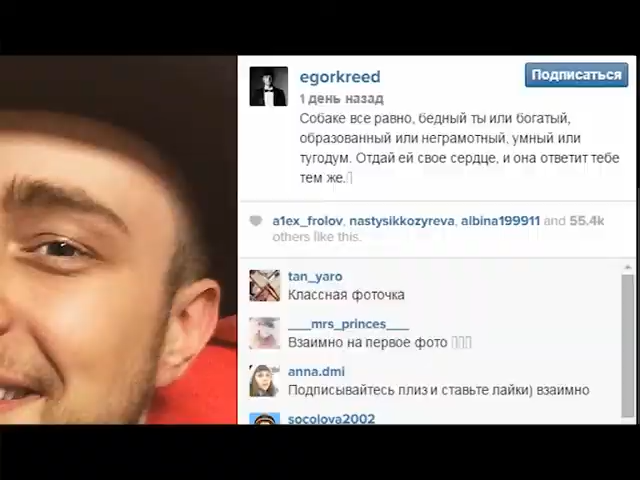 egorkreed
Подписаться
1 день назад
Собаке все равно, бедный ты или богатый,
образованный или неграмотный, умный или
тугодум. Отдай ей свое сердце, и она ответит тебе
тем же.
a1ex_frolov, nastysikkozyreva, albina199911 and 55.4k
others like this.
tan_yaro
Классная фоточка
___mrs_princes___
Взаимно на первое фото
anna.dmi
Подписывайтесь плиз и ставьте лайки) взаимно
socolova2002